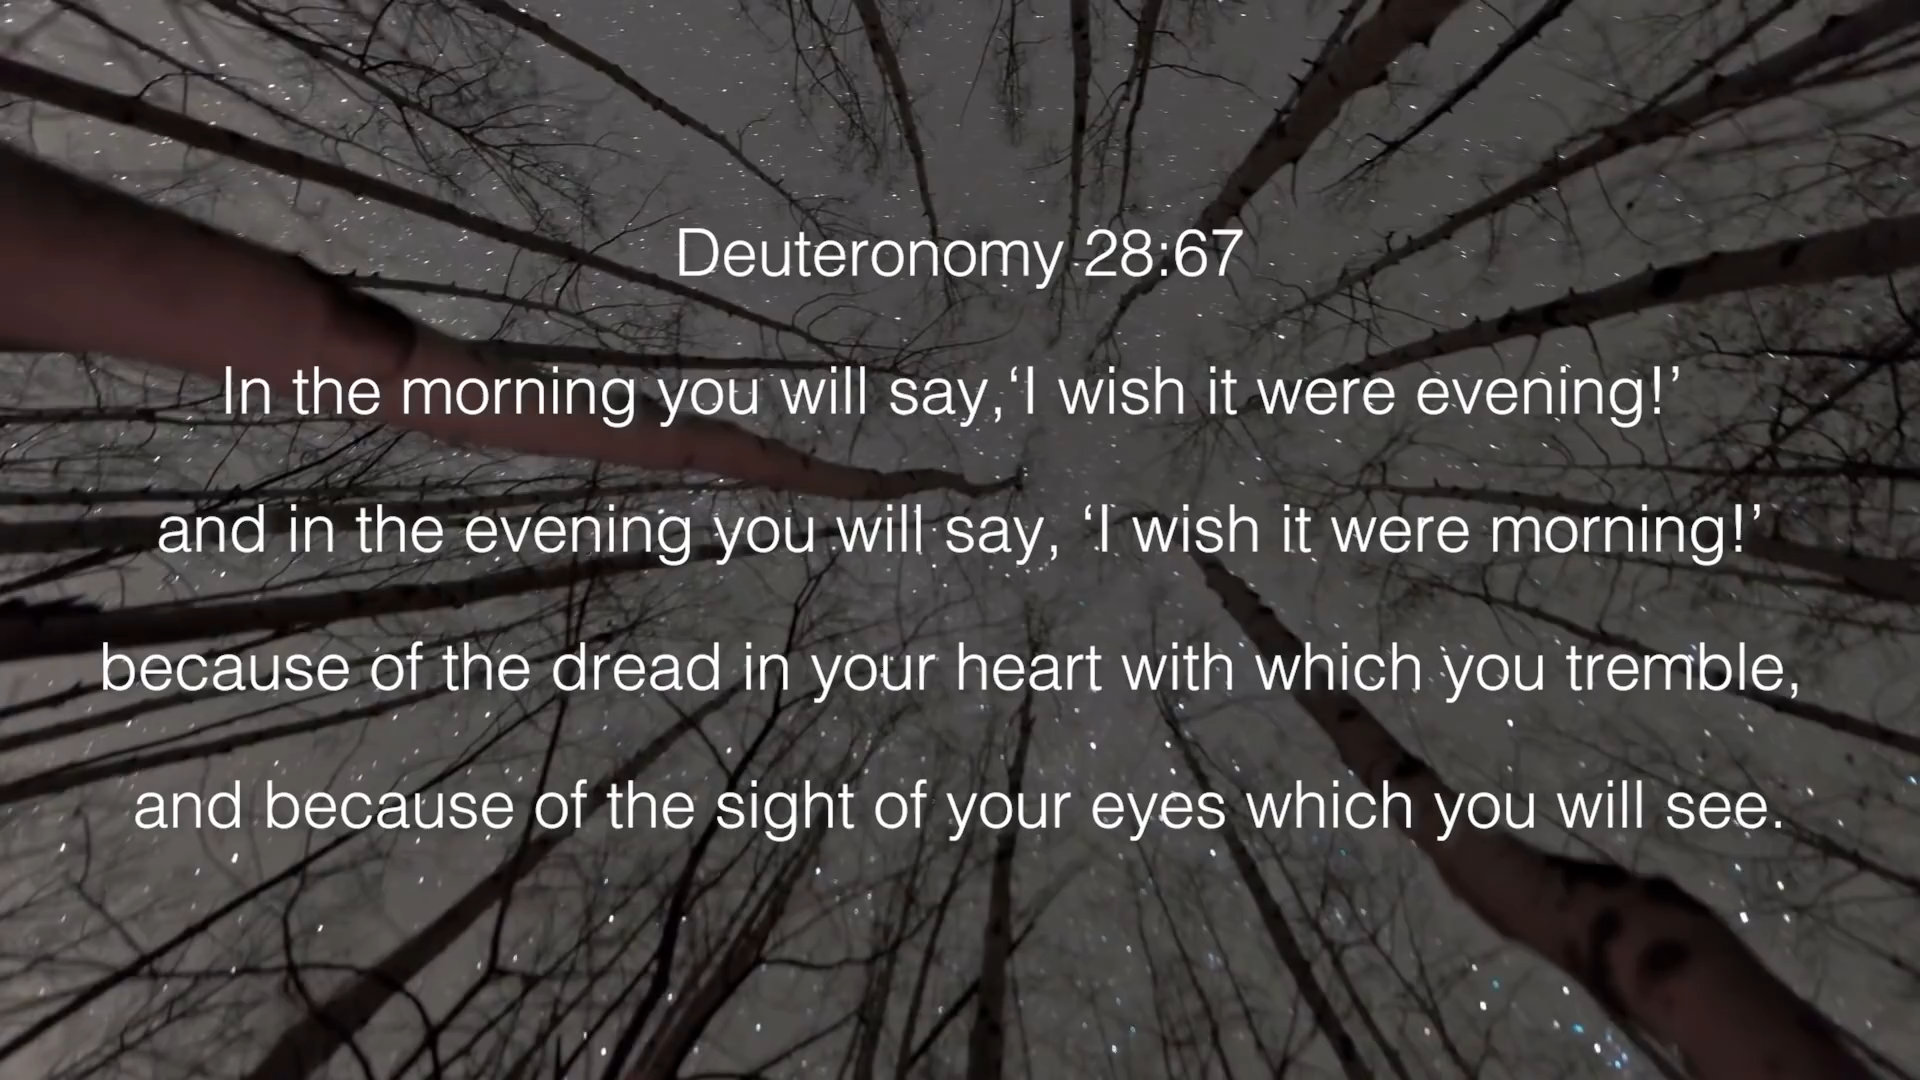 Deuteronomy 28:67
In the morning you will say,‘I wish it were evening!’
and in the evening you will say, ‘I wish it were morning!’
because of the dread in your heart with which you tremble,
and because of the sight of your eyes which you will see.